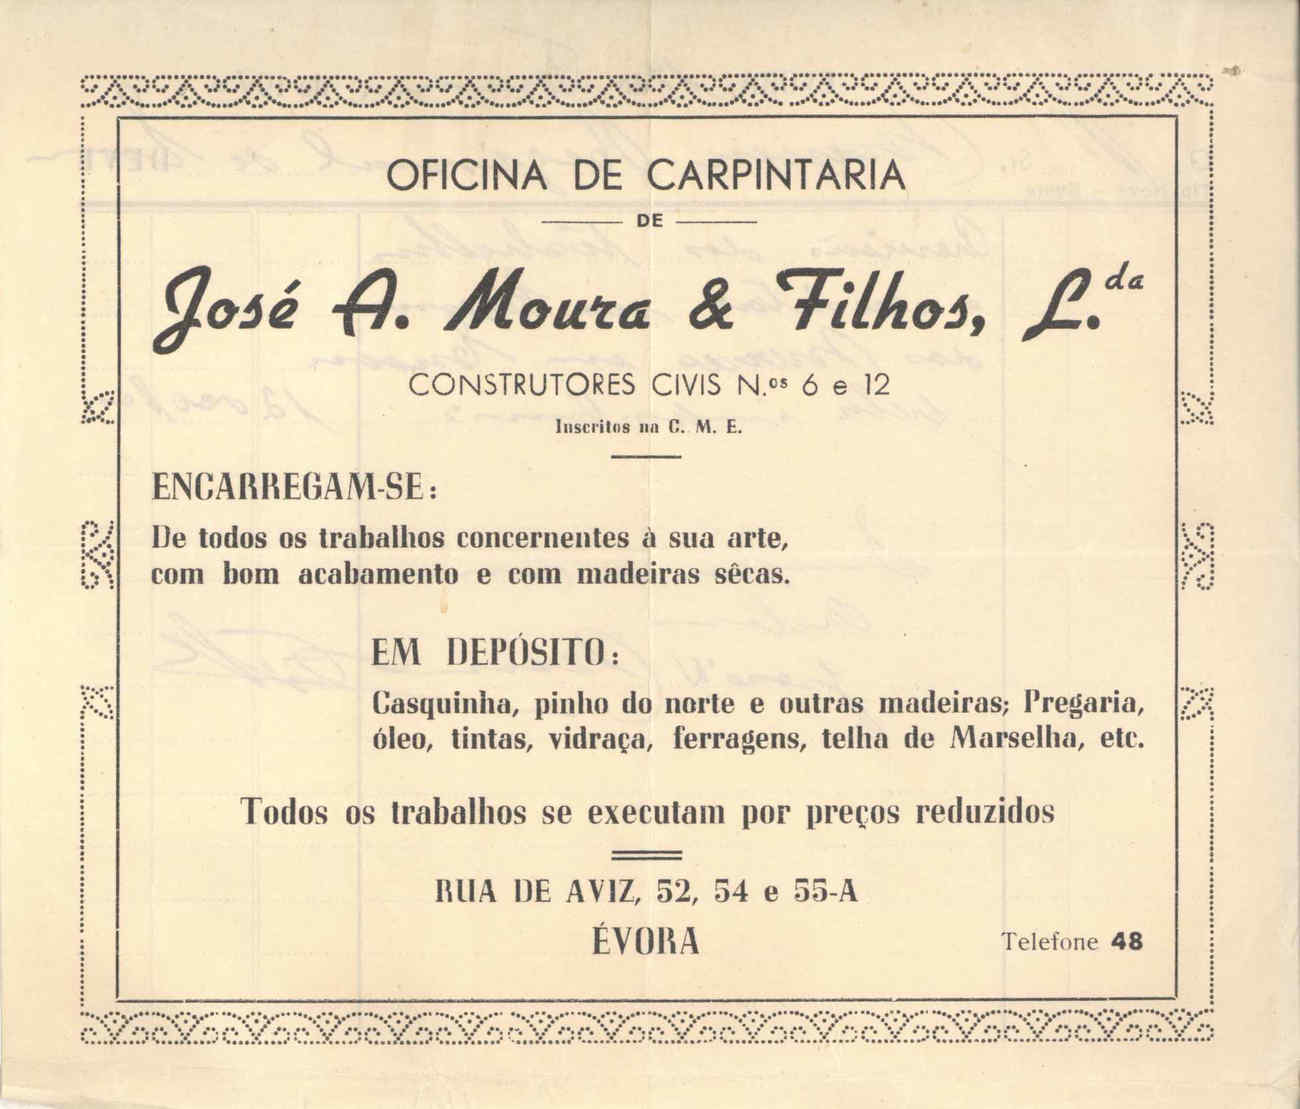 OFICINA DE CARPINTARIA
DE
José A. Moura & Filhos, L.da
CONSTRUTORES CIVIS N.os 6 e 12
Inscritos na C. M. E.
ENCARREGAM-SE:
De todos os trabalhos concernentes à sua arte,
com bom acabamento e com madeiras sêcas.
EM DEPÓSITO:
Casquinha, pinho do norte e outras madeiras; Pregaria,
óleo, tintas, vidraça, ferragens, telha de Marselha, etc.
Todos os trabalhos se executam por preços reduzidos
RUA DE AVIZ, 52, 54 e 55-A
ÉVORA
Telefone 48